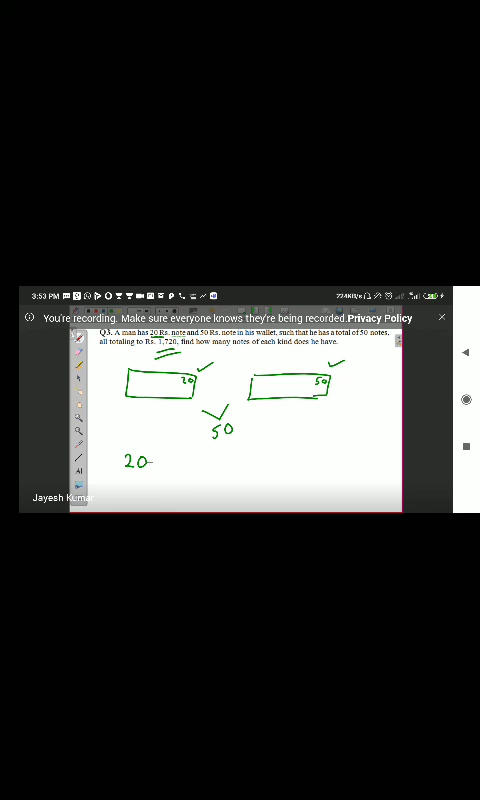 3:53 PM
224KB/s
You're recording. Make sure everyone knows they're being recorded.Privacy Policy
Q3. A man has 20 Rs. note and 50 Rs. note in his wallet, such that he has a total of 50 notes,
all totaling to Rs. 1,720, find how many notes of each kind does he have.
20
50
50
20
AI
Jayesh Kumar